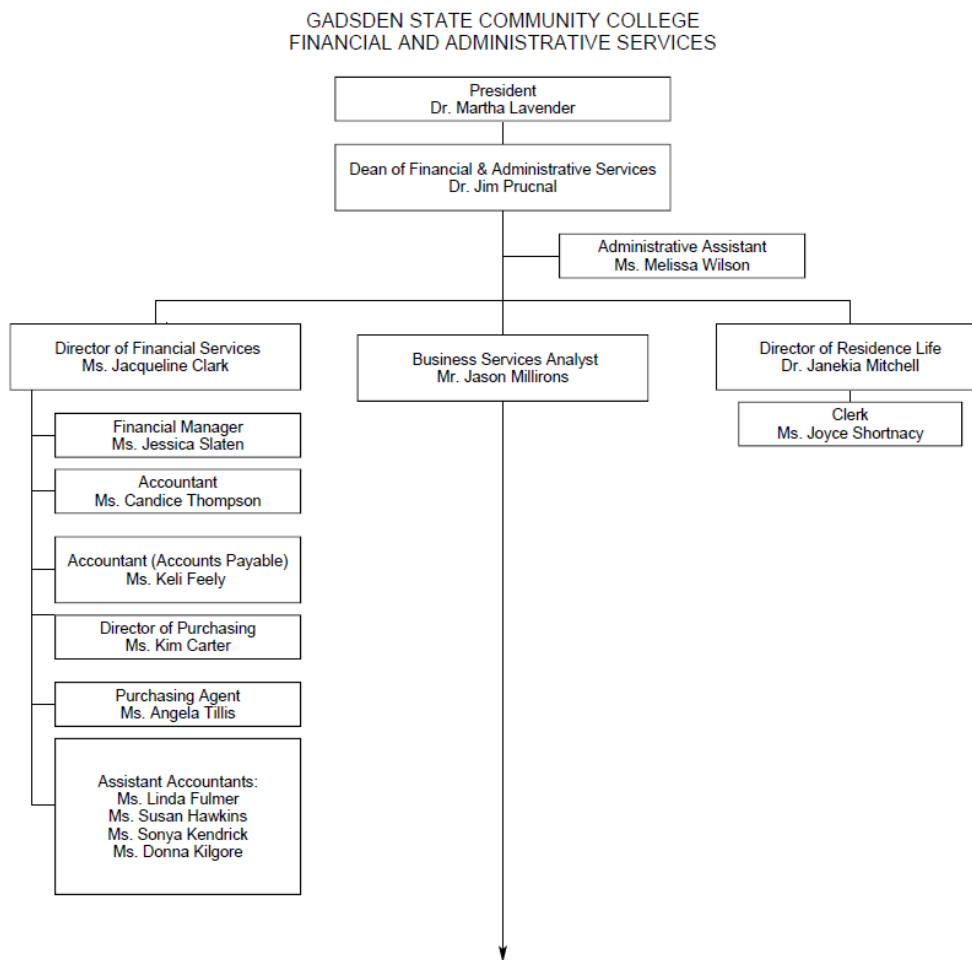 GADSDEN STATE COMMUNITY COLLEGE
FINANCIAL AND ADMINISTRATIVE SERVICES
President
Dr. Martha Lavender
Dean of Financial & Administrative Services
Dr. Jim Prucnal
Administrative Assistant
Ms. Melissa Wilson
Director of Financial Services
Ms. Jacqueline Clark
Business Services Analyst
Mr. Jason Millirons
Director of Residence Life
Dr. Janekia Mitchell
Clerk
Ms. Joyce Shortnacy
Financial Manager
Ms. Jessica Slaten
Accountant
Ms. Candice Thompson
Accountant (Accounts Payable)
Ms. Keli Feely
Director of Purchasing
Ms. Kim Carter
Purchasing Agent
Ms. Angela Tillis
Assistant Accountants:
Ms. Linda Fulmer
Ms. Susan Hawkins
Ms. Sonya Kendrick
Ms. Donna Kilgore